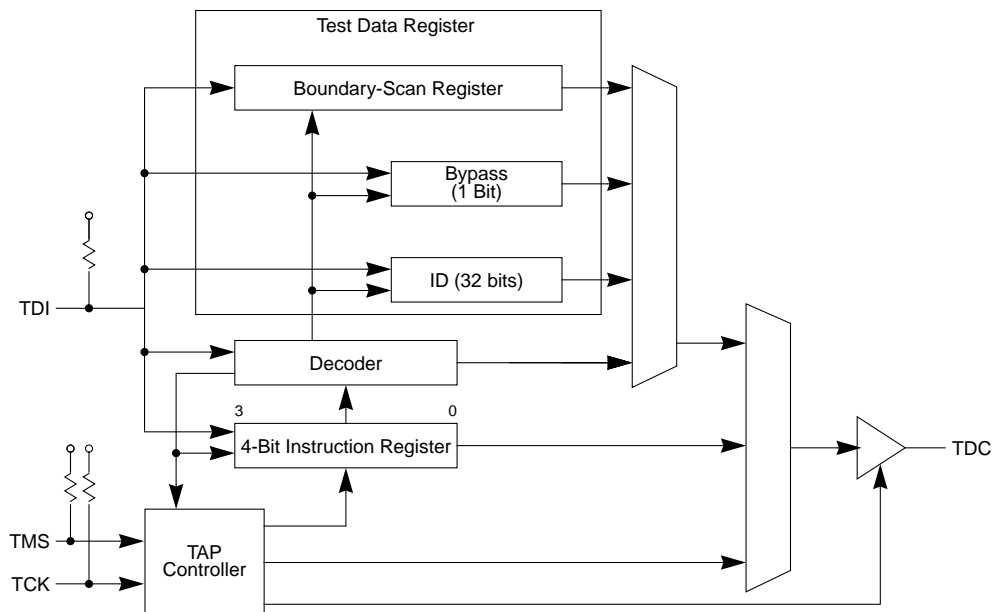 Test Data Register
Boundary-Scan Register
Bypass
(1 Bit)
ID (32 bits)
TDI
Decoder
3
0
4-Bit Instruction Register
TDC
TMS
TAP
Controller
TCK